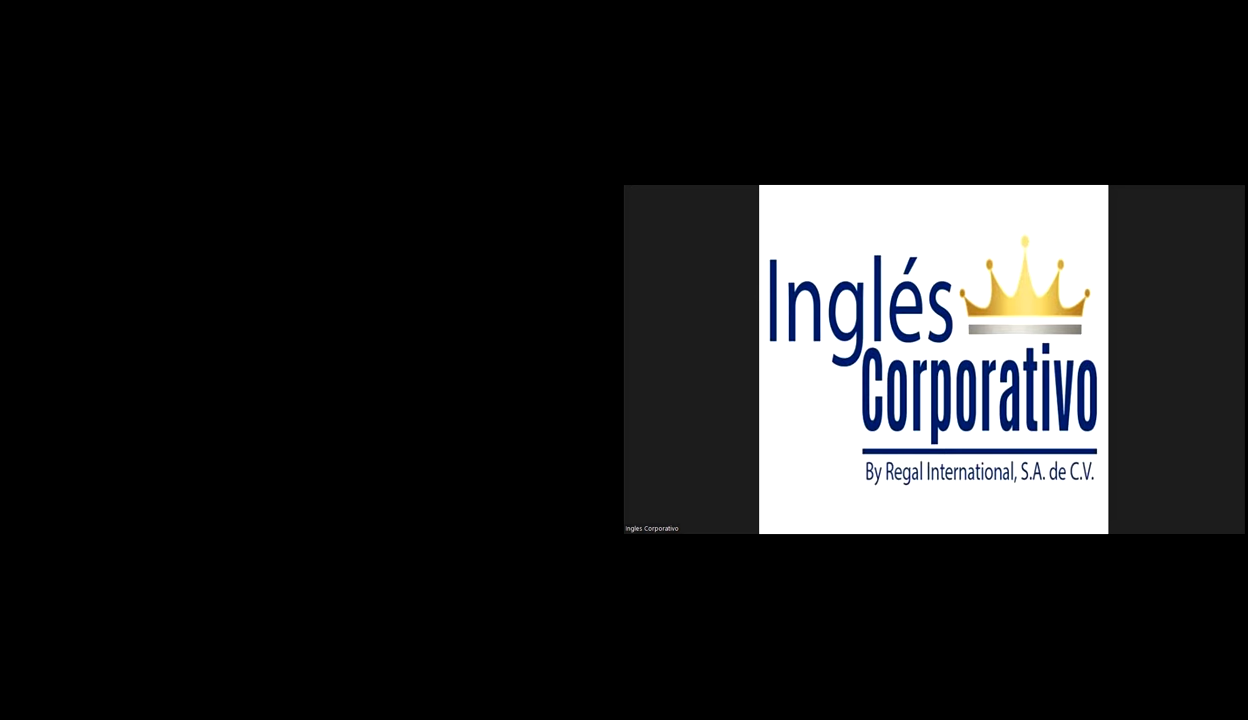 Inglés
Corporativo
By Regal International, S.A. de C.V.
Ingles Corporativo